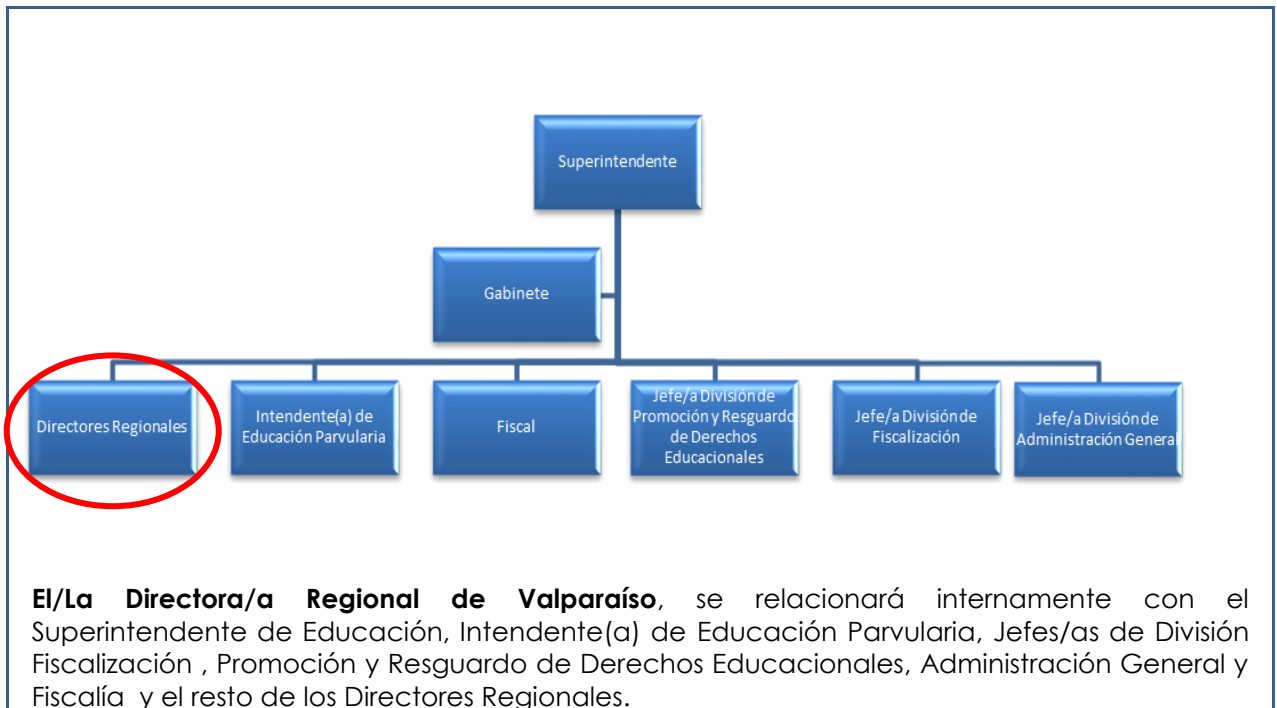 Superintendente
Gabinete
Directores Regionales
Intendente(a) de
Educación Parvularia
Fiscal
Jefe/a División de
Promoción y Resguardo
de Derechos
Educacionales
Jefe/a División de
Fiscalización
Jefe/a División de
Administración General
El/La Directora/a Regional de Valparaíso, se relacionará internamente con el
Superintendente de Educación, Intendente(a) de Educación Parvularia, Jefes/as de División
Fiscalización , Promoción y Resguardo de Derechos Educacionales, Administración General y
Fiscalía y el resto de los Directores Regionales.